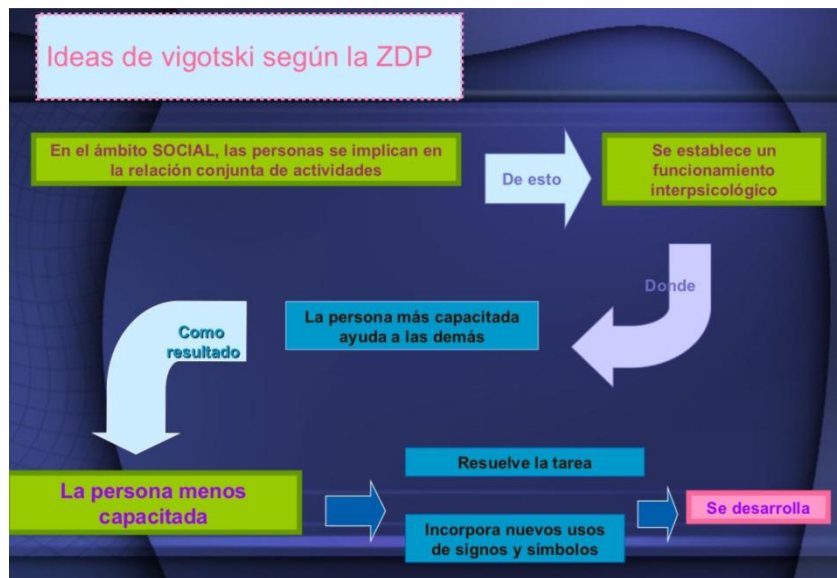 Ideas de vigotski según la ZDP
En el ámbito SOCIAL, las personas se implican en
la relación conjunta de actividades
De esto
Se establece un
funcionamiento
interpsicológico
Donde
La persona más capacitada
ayuda a las demás
Como
resultado
La persona menos
capacitada
Resuelve la tarea
Incorpora nuevos usos
de signos y símbolos
Se desarrolla